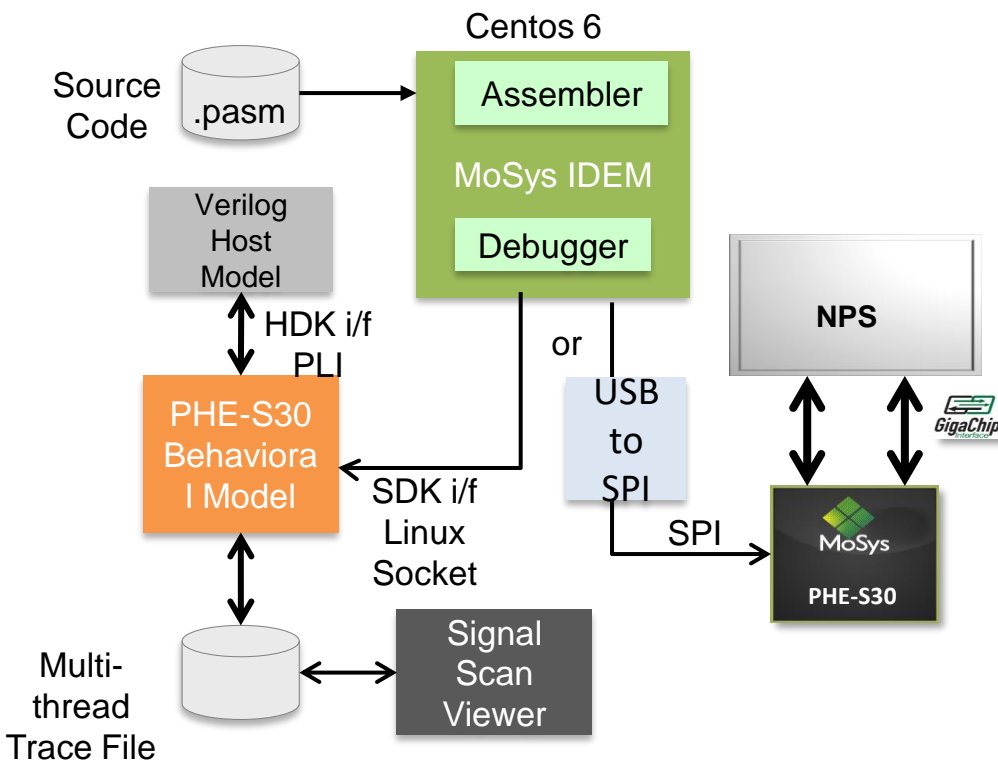 Centos 6
Source
Code
.pasm
Assembler
MoSys IDEM
Debugger
Verilog
Host
Model
HDK i/f
PLI
or
NPS
USB
to
SPI
GigaChip
Interface
PHE-S30
Behaviora
l Model
SDK i/f
Linux
Socket
SPI
MoSys
PHE-S30
Multi-
thread
Trace File
Signal
Scan
Viewer